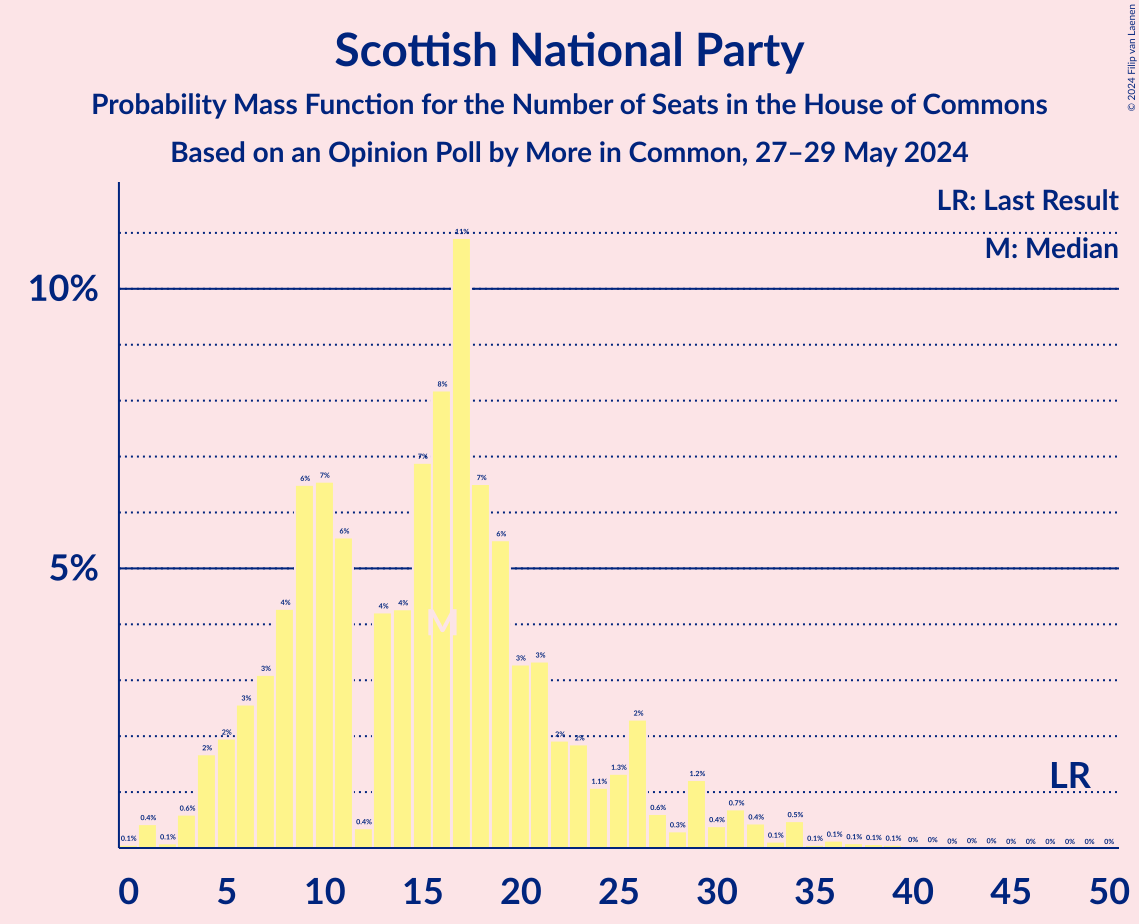 Scottish National Party
Probability Mass Function for the Number of Seats in the House of Commons
Based on an Opinion Poll by More in Common, 27–29 May 2024
© 2024 Filip van Laenen
LR: Last Result
M: Median
10%
5%
0.1% 0.4% 0.1% 0.6% 2% 2% 3% 3% 4% 6% 7% 6% 0.4% 4% 4% 7% 8% 11% 7% 6% 3% 3% 2% 2% 1.1% 1.3% 2% 0.6% 0.3% 1.2% 0.4% 0.7% 0.4% 0.1% 0.5% 0.1% 0.1% 0.1% 0.1% 0.1% 0% 0% 0% 0% 0% 0% 0% 0% 0% 0% 0%
M
LR
0 5 10 15 20 25 30 35 40 45 50